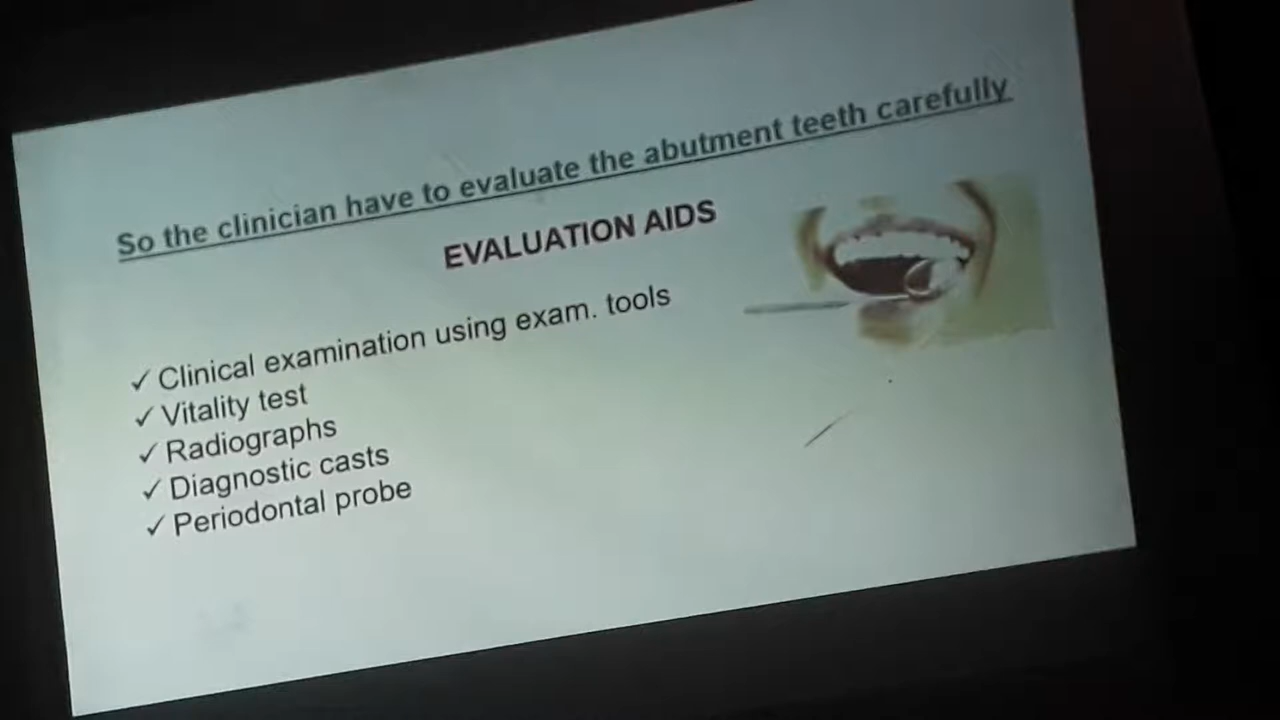 So the clinician have to evaluate the abutment teeth carefully
EVALUATION AIDS
✓ Clinical examination using exam. tools
✓ Vitality test
✓ Radiographs
✓ Diagnostic casts
✓ Periodontal probe